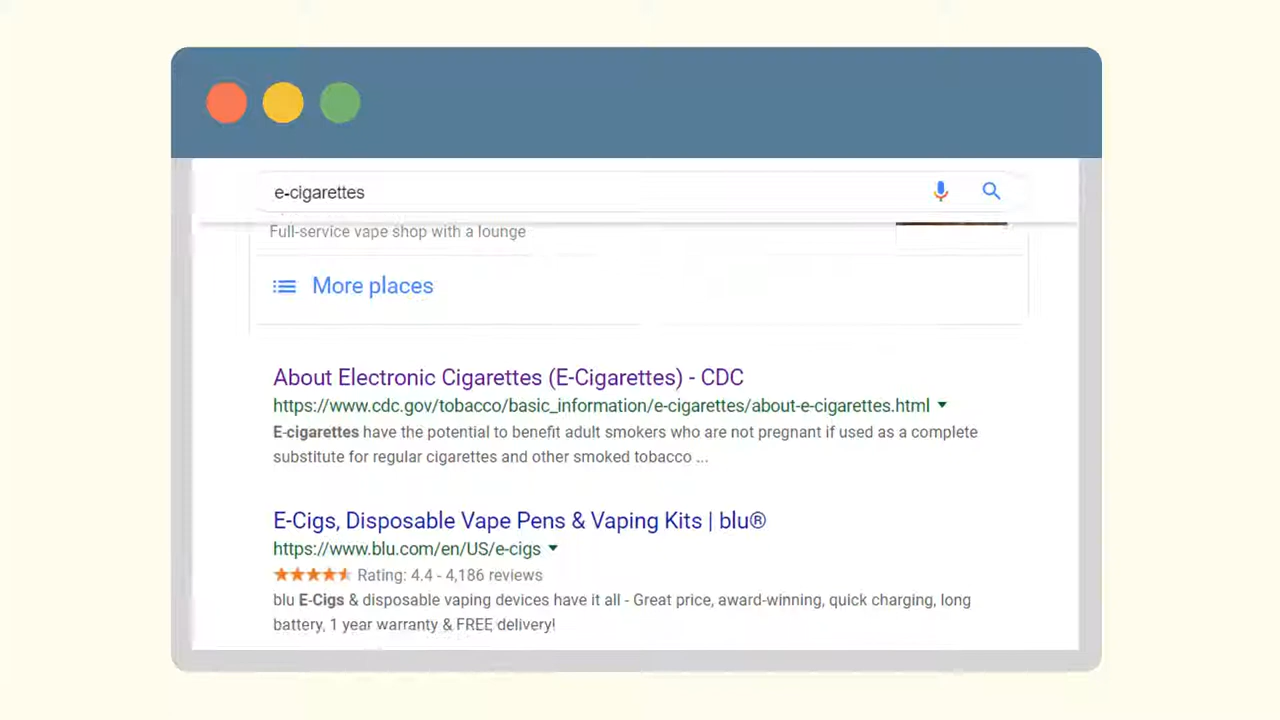 e-cigarettes
Full-service vape shop with a lounge
More places
About Electronic Cigarettes (E-Cigarettes) - CDC
https://www.cdc.gov/tobacco/basic_information/e-cigarettes/about-e-cigarettes.html
E-cigarettes have the potential to benefit adult smokers who are not pregnant if used as a complete
substitute for regular cigarettes and other smoked tobacco ...
E-Cigs, Disposable Vape Pens & Vaping Kits | blu®
https://www.blu.com/en/US/e-cigs
Rating: 4.4 - 4,186 reviews
blu E-Cigs & disposable vaping devices have it all - Great price, award-winning, quick charging, long
battery, 1 year warranty & FREE delivery!